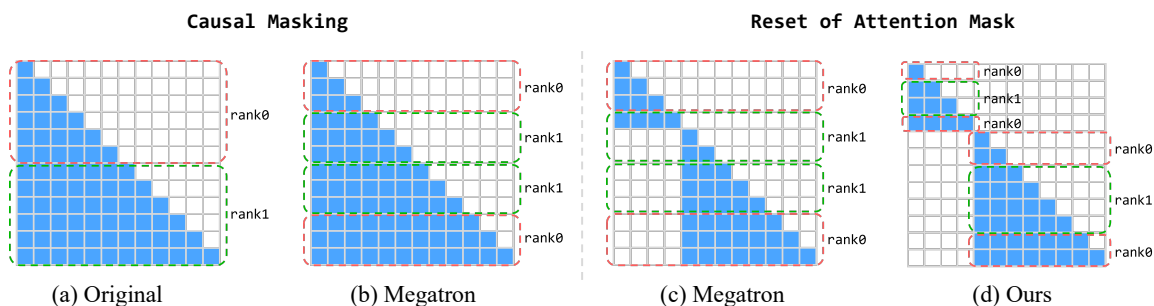 Causal Masking
Reset of Attention Mask
rank0
rank1
(a) Original
rank0
rank1
rank1
rank0
(b) Megatron
rank0
rank1
rank1
rank0
(c) Megatron
rank0
rank1
rank0
rank0
rank1
rank0
(d) Ours